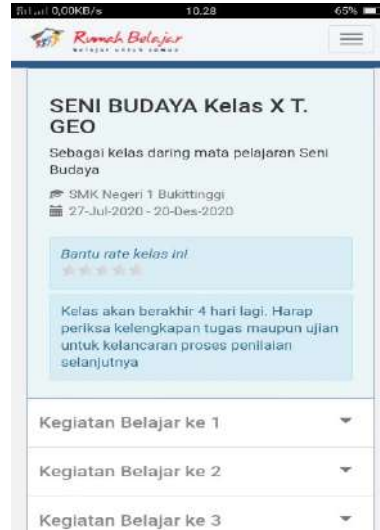 0,00KB/s 10.28 65%
Rumah Belajar
belajar untuk semua
SENI BUDAYA Kelas X T.
GEO
Sebagai kelas daring mata pelajaran Seni
Budaya
SMK Negeri 1 Bukittinggi
27-Jul-2020 - 20-Des-2020
Bantu rate kelas ini
Kelas akan berakhir 4 hari lagi. Harap
periksa kelengkapan tugas maupun ujian
untuk kelancaran proses penilaian
selanjutnya
Kegiatan Belajar ke 1
Kegiatan Belajar ke 2
Kegiatan Belajar ke 3